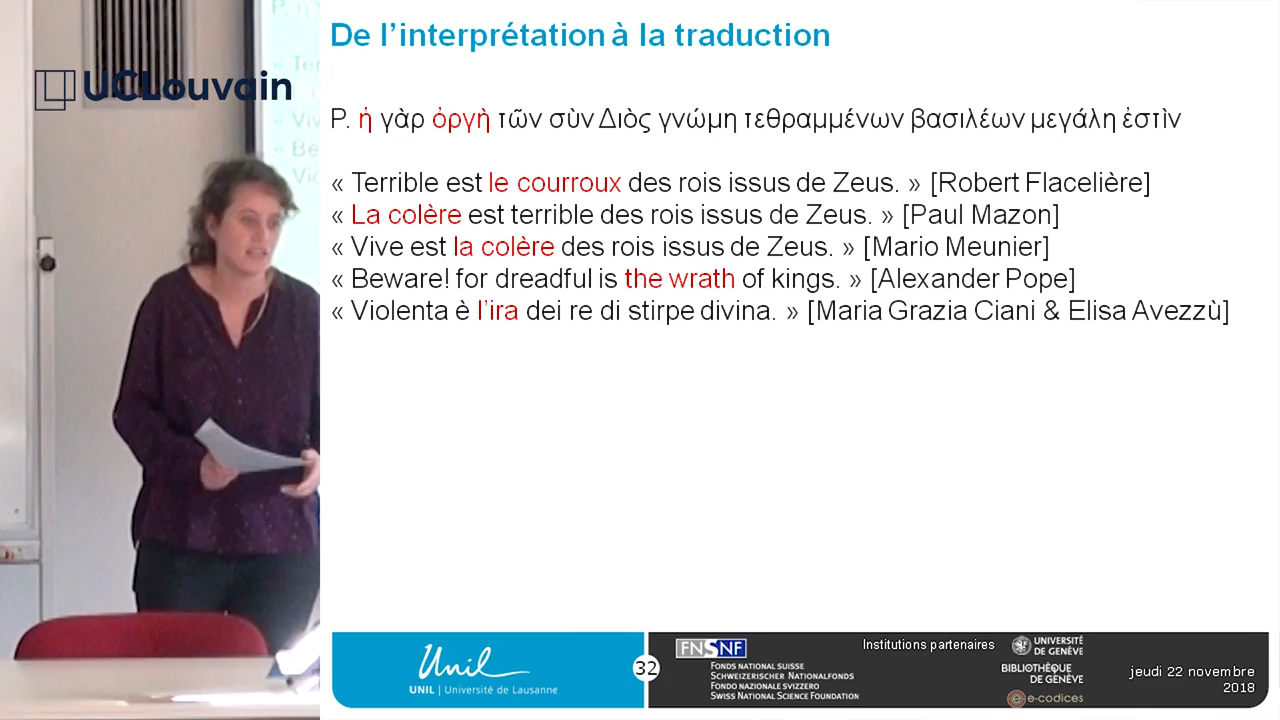 UCLouvain
De l’interprétation à la traduction
P. ἡ γὰρ ὀργὴ τῶν σὺν Διὸς γνώμη τεθραμμένων βασιλέων μεγάλη ἐστὶν
« Terrible est le courroux des rois issus de Zeus. » [Robert Flacelière]
« La colère est terrible des rois issus de Zeus. » [Paul Mazon]
« Vive est la colère des rois issus de Zeus. » [Mario Meunier]
« Beware! for dreadful is the wrath of kings. » [Alexander Pope]
« Violenta è l’ira dei re di stirpe divina. » [Maria Grazia Ciani & Elisa Avezzù]
Unil
UNIL | Université de Lausanne
32
FNSNF
FONDS NATIONAL SUISSE
SCHWEIZERISCHER NATIONALFONDS
FONDO NAZIONALE SVIZZERO
SWISS NATIONAL SCIENCE FOUNDATION
Institutions partenaires
UNIVERSITÉ
DE GENÈVE
BIBLIOTHÈQUE
DE GENÈVE
e-codices
jeudi 22 novembre
2018